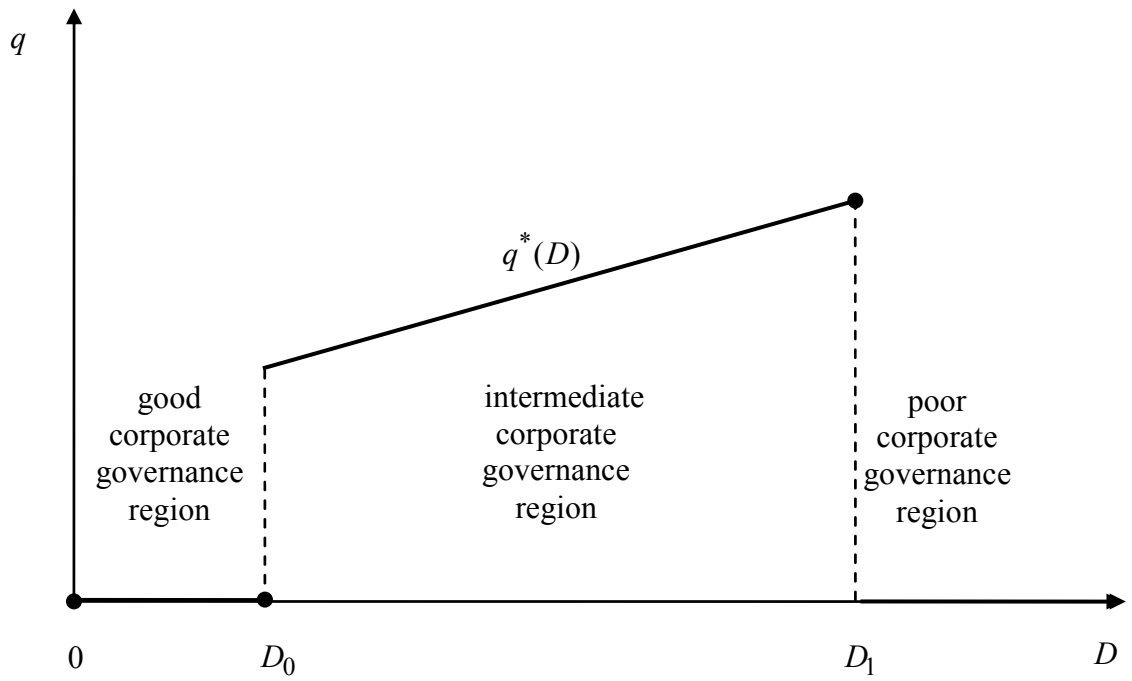 q
q*(D)
good
corporate
governance
region
intermediate
corporate
governance
region
poor
corporate
governance
region
0
D₀
D₁
D